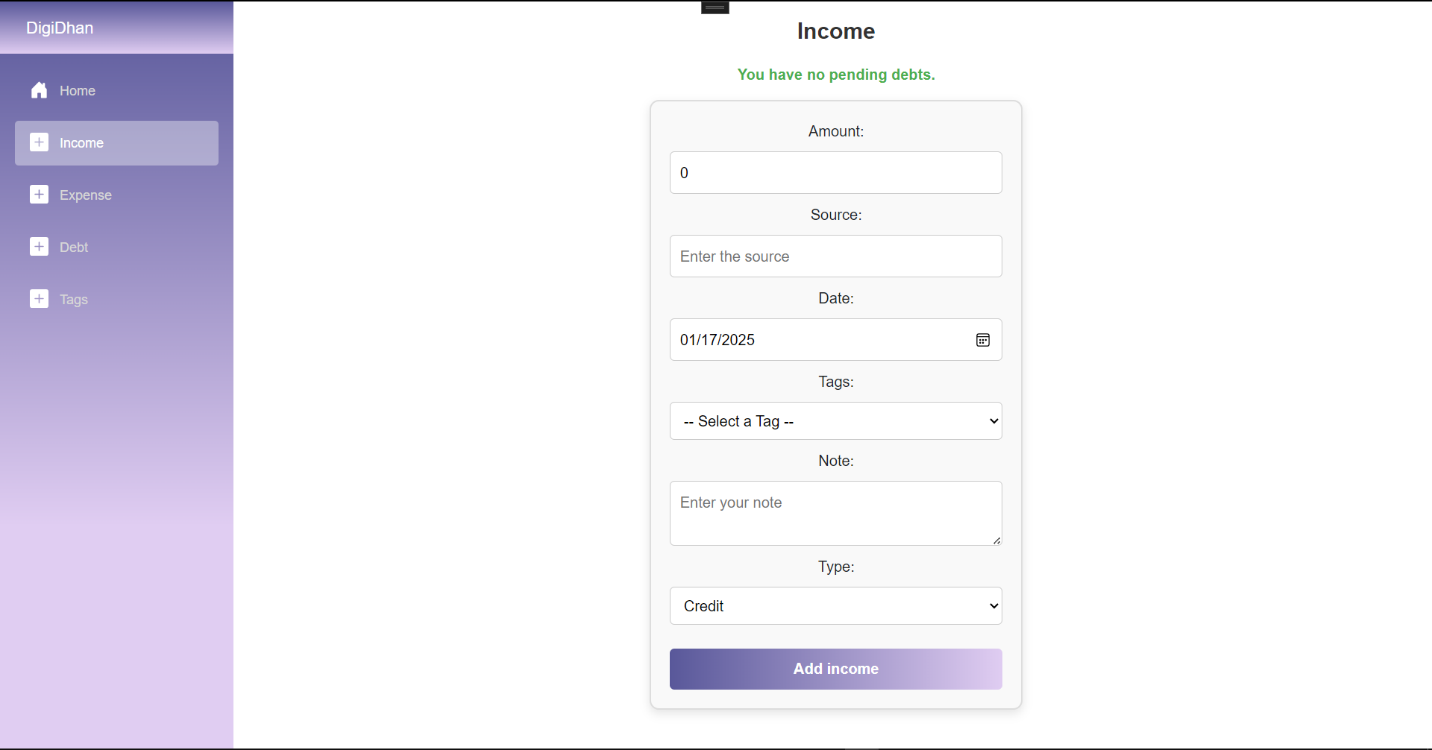 DigiDhan
Home
Income
Expense
Debt
Tags
Income
You have no pending debts.
Amount:
0
Source:
Enter the source
Date:
01/17/2025
Tags:
-- Select a Tag --
Note:
Enter your note
Type:
Credit
Add income